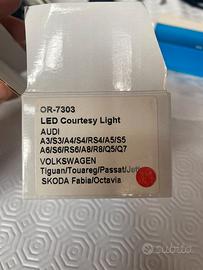 OR-7303
LED Courtesy Light
AUDI
A3/S3/A4/S4/RS4/A5/S5
A6/S6/RS6/A8/R8/Q5/Q7
VOLKSWAGEN
Tiguan/Touareg/Passat/Jetta
SKODA Fabia/Octavia
subito